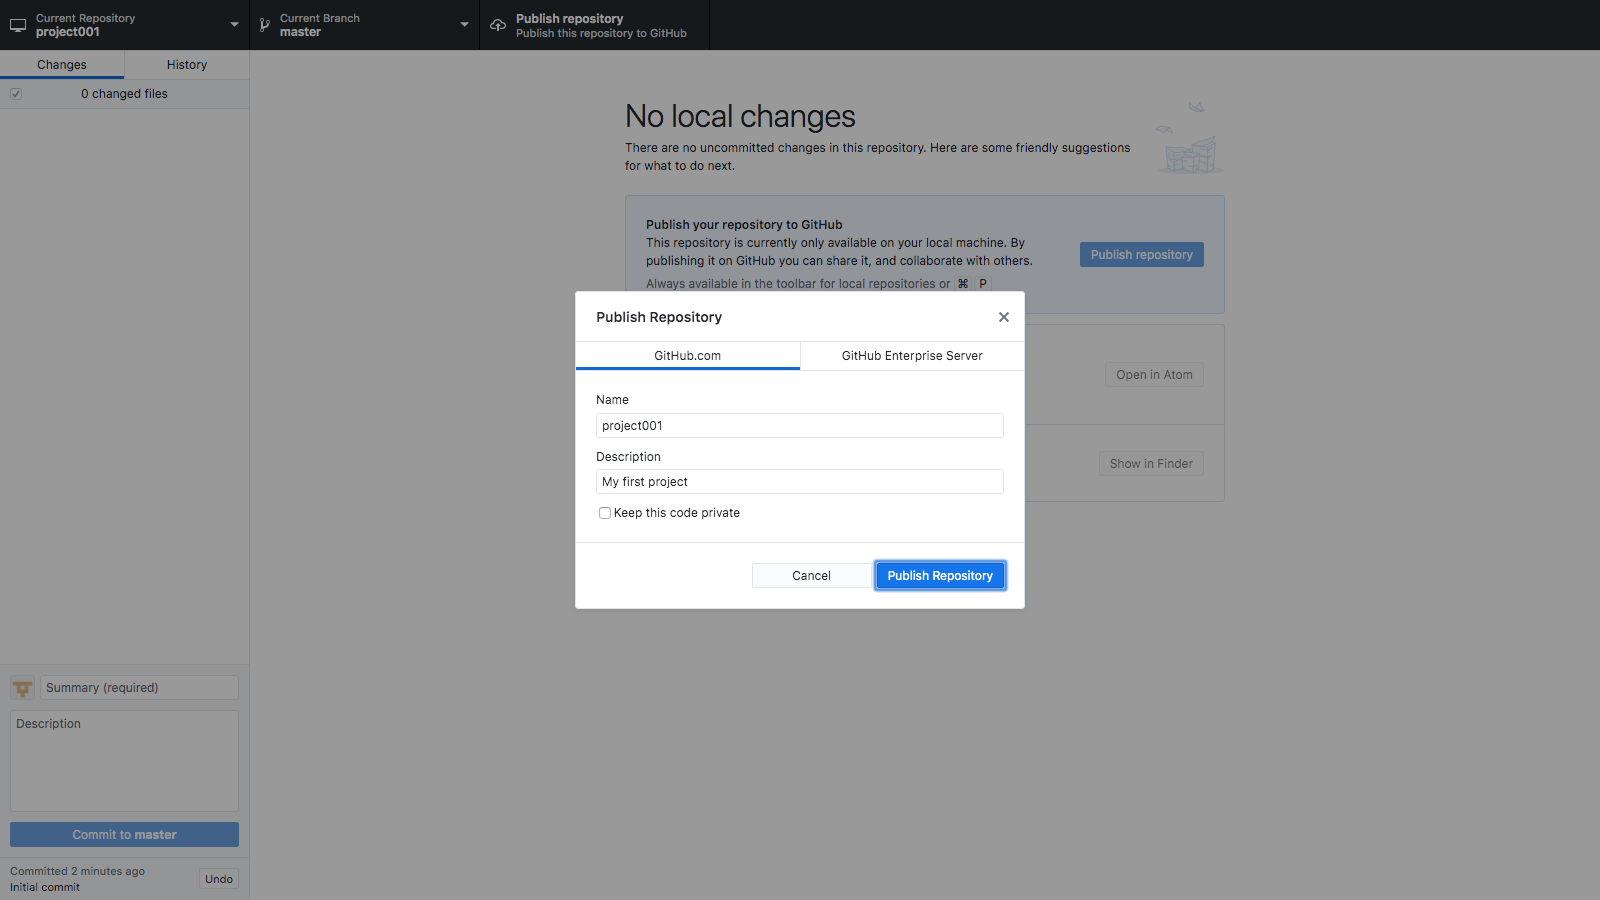 Current Repository
project001
Current Branch
master
Publish repository
Publish this repository to GitHub
Changes
History
0 changed files
No local changes
There are no uncommitted changes in this repository. Here are some friendly suggestions
for what to do next.
Publish your repository to GitHub
This repository is currently only available on your local machine. By
publishing it on GitHub you can share it, and collaborate with others.
Always available in the toolbar for local repositories or ⌘ P
Publish repository
Publish Repository
GitHub.com
GitHub Enterprise Server
Name
project001
Description
My first project
Keep this code private
Cancel
Publish Repository
Open in Atom
Show in Finder
Summary (required)
Description
Commit to master
Committed 2 minutes ago
Initial commit
Undo